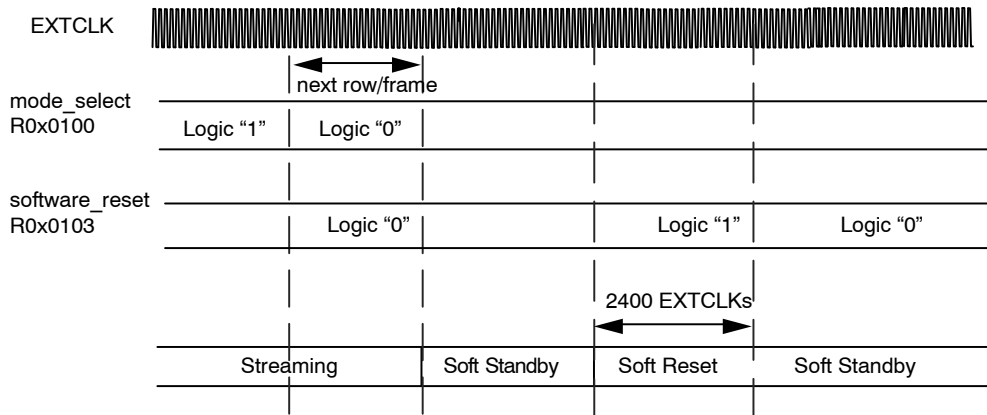 EXTCLK
next row/frame
mode_select
R0x0100
Logic “1”
Logic “0”
software_reset
R0x0103
Logic “0”
Logic “1”
Logic “0”
2400 EXTCLKs
Streaming
Soft Standby
Soft Reset
Soft Standby